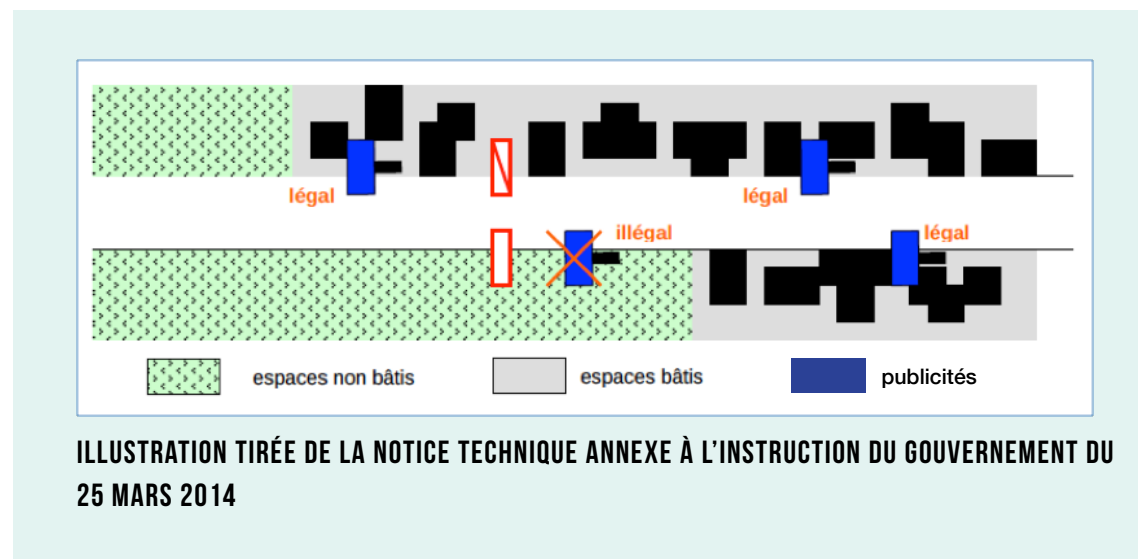 légal
légal
illégal
légal
espaces non bâtis
espaces bâtis
publicités
ILLUSTRATION TIRÉE DE LA NOTICE TECHNIQUE ANNEXE À L'INSTRUCTION DU GOUVERNEMENT DU
25 MARS 2014